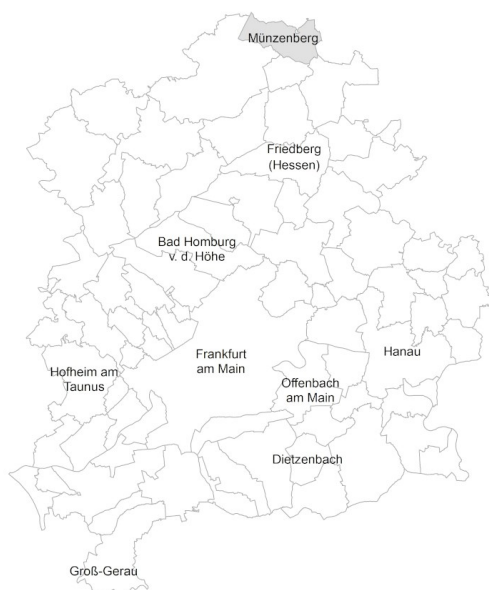 Münzenberg
Friedberg
(Hessen)
Bad Homburg
v. d. Höhe
Frankfurt
am Main
Hanau
Hofheim am
Taunus
Offenbach
am Main
Dietzenbach
Groß-Gerau